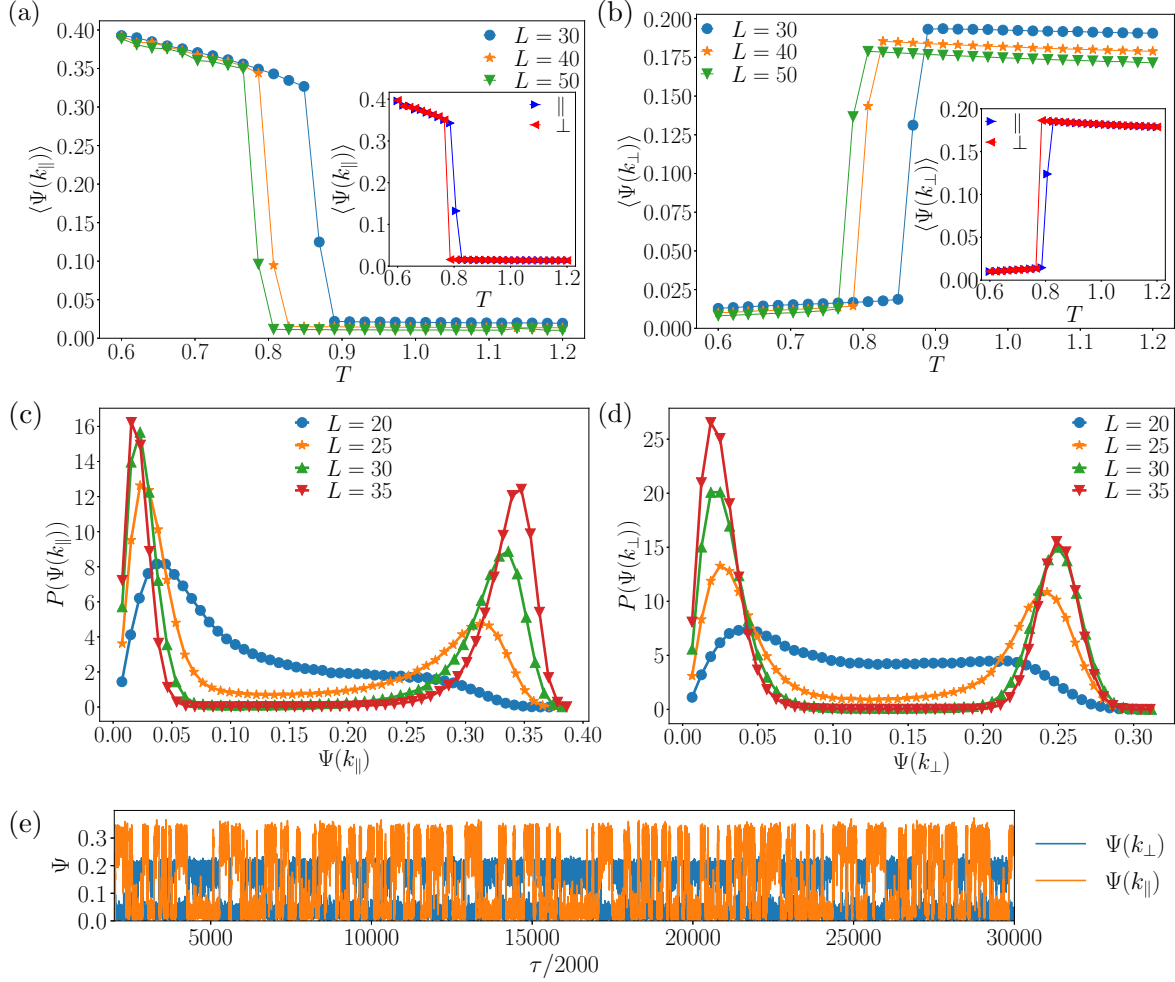 (a)
0.40
0.35
0.30
0.25
0.20
0.15
0.10
0.05
0.00
⟨Ψ(k∥)⟩
L = 30
L = 40
L = 50
0.4
0.3
0.2
0.1
0.0
⟨Ψ(k∥)⟩
∥
⊥
0.6 0.8 1.0 1.2
T
0.6 0.7 0.8 0.9 1.0 1.1 1.2
T
(b)
0.200
0.175
0.150
0.125
0.100
0.075
0.050
0.025
0.000
⟨Ψ(k⊥)⟩
L = 30
L = 40
L = 50
0.20
0.10
0.00
⟨Ψ(k⊥)⟩
∥
⊥
0.6 0.8 1.0 1.2
T
0.6 0.7 0.8 0.9 1.0 1.1 1.2
T
(c)
16
14
12
10
8
6
4
2
0
P(Ψ(k∥))
L = 20
L = 25
L = 30
L = 35
0.00 0.05 0.10 0.15 0.20 0.25 0.30 0.35 0.40
Ψ(k∥)
(d)
25
20
15
10
5
0
P(Ψ(k⊥))
L = 20
L = 25
L = 30
L = 35
0.00 0.05 0.10 0.15 0.20 0.25 0.30
Ψ(k⊥)
(e)
0.3
0.2
0.1
0.0
Ψ
5000 10000 15000 20000 25000 30000
τ/2000
Ψ(k⊥)
Ψ(k∥)